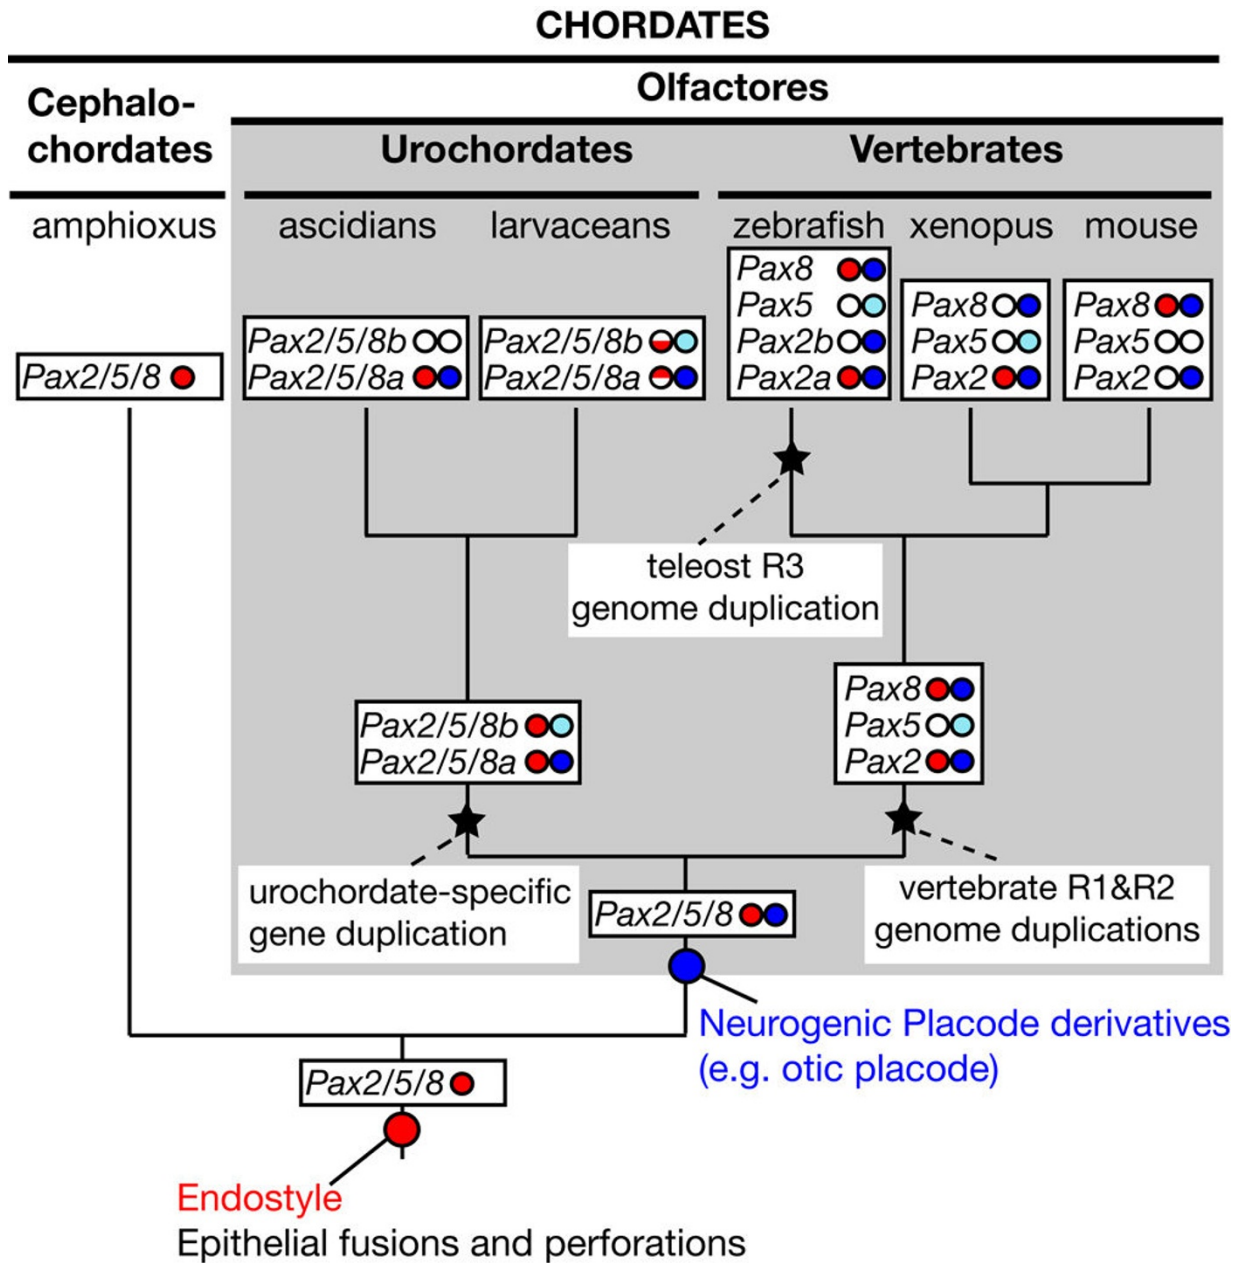 CHORDATES
Cephalo-
chordates
Olfactores
Urochordates
Vertebrates
amphioxus
ascidians
larvaceans
zebrafish
xenopus
mouse
Pax2/5/8
Pax2/5/8b
Pax2/5/8a
Pax2/5/8b
Pax2/5/8a
Pax8
Pax5
Pax2b
Pax2a
Pax8
Pax5
Pax2
Pax8
Pax5
Pax2
teleost R3
genome duplication
Pax2/5/8b
Pax2/5/8a
Pax8
Pax5
Pax2
urochordate-specific
gene duplication
Pax2/5/8
vertebrate R1&R2
genome duplications
Neurogenic Placode derivatives
(e.g. otic placode)
Pax2/5/8
Endostyle
Epithelial fusions and perforations